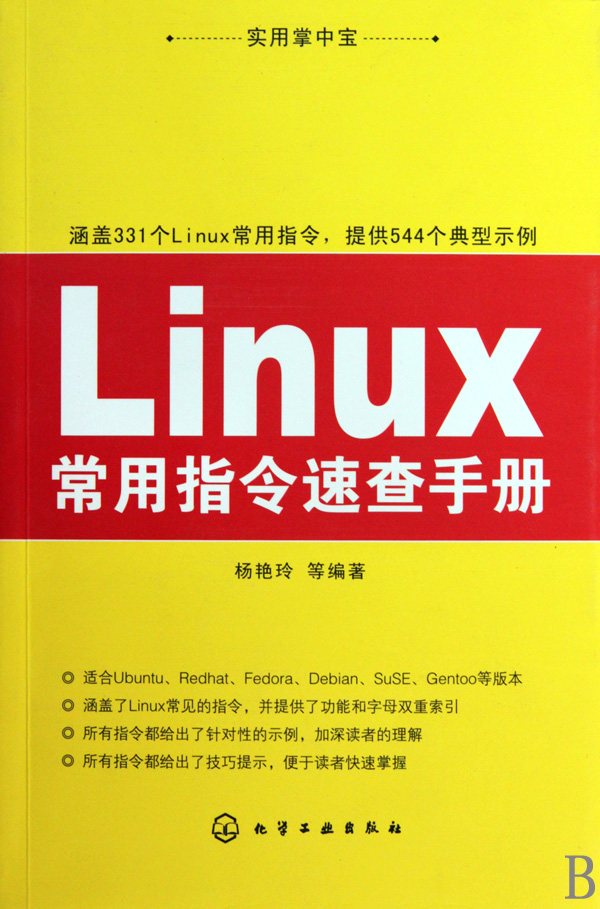 实用掌中宝
涵盖331个Linux常用指令，提供544个典型示例
Linux
常用指令速查手册
杨艳玲 等编著
◎ 适合Ubuntu、Redhat、Fedora、Debian、SuSE、Gentoo等版本
◎ 涵盖了Linux常见的指令，并提供了功能和字母双重索引
◎ 所有指令都给出了针对性的示例，加深读者的理解
◎ 所有指令都给出了技巧提示，便于读者快速掌握
化学工业出版社
B